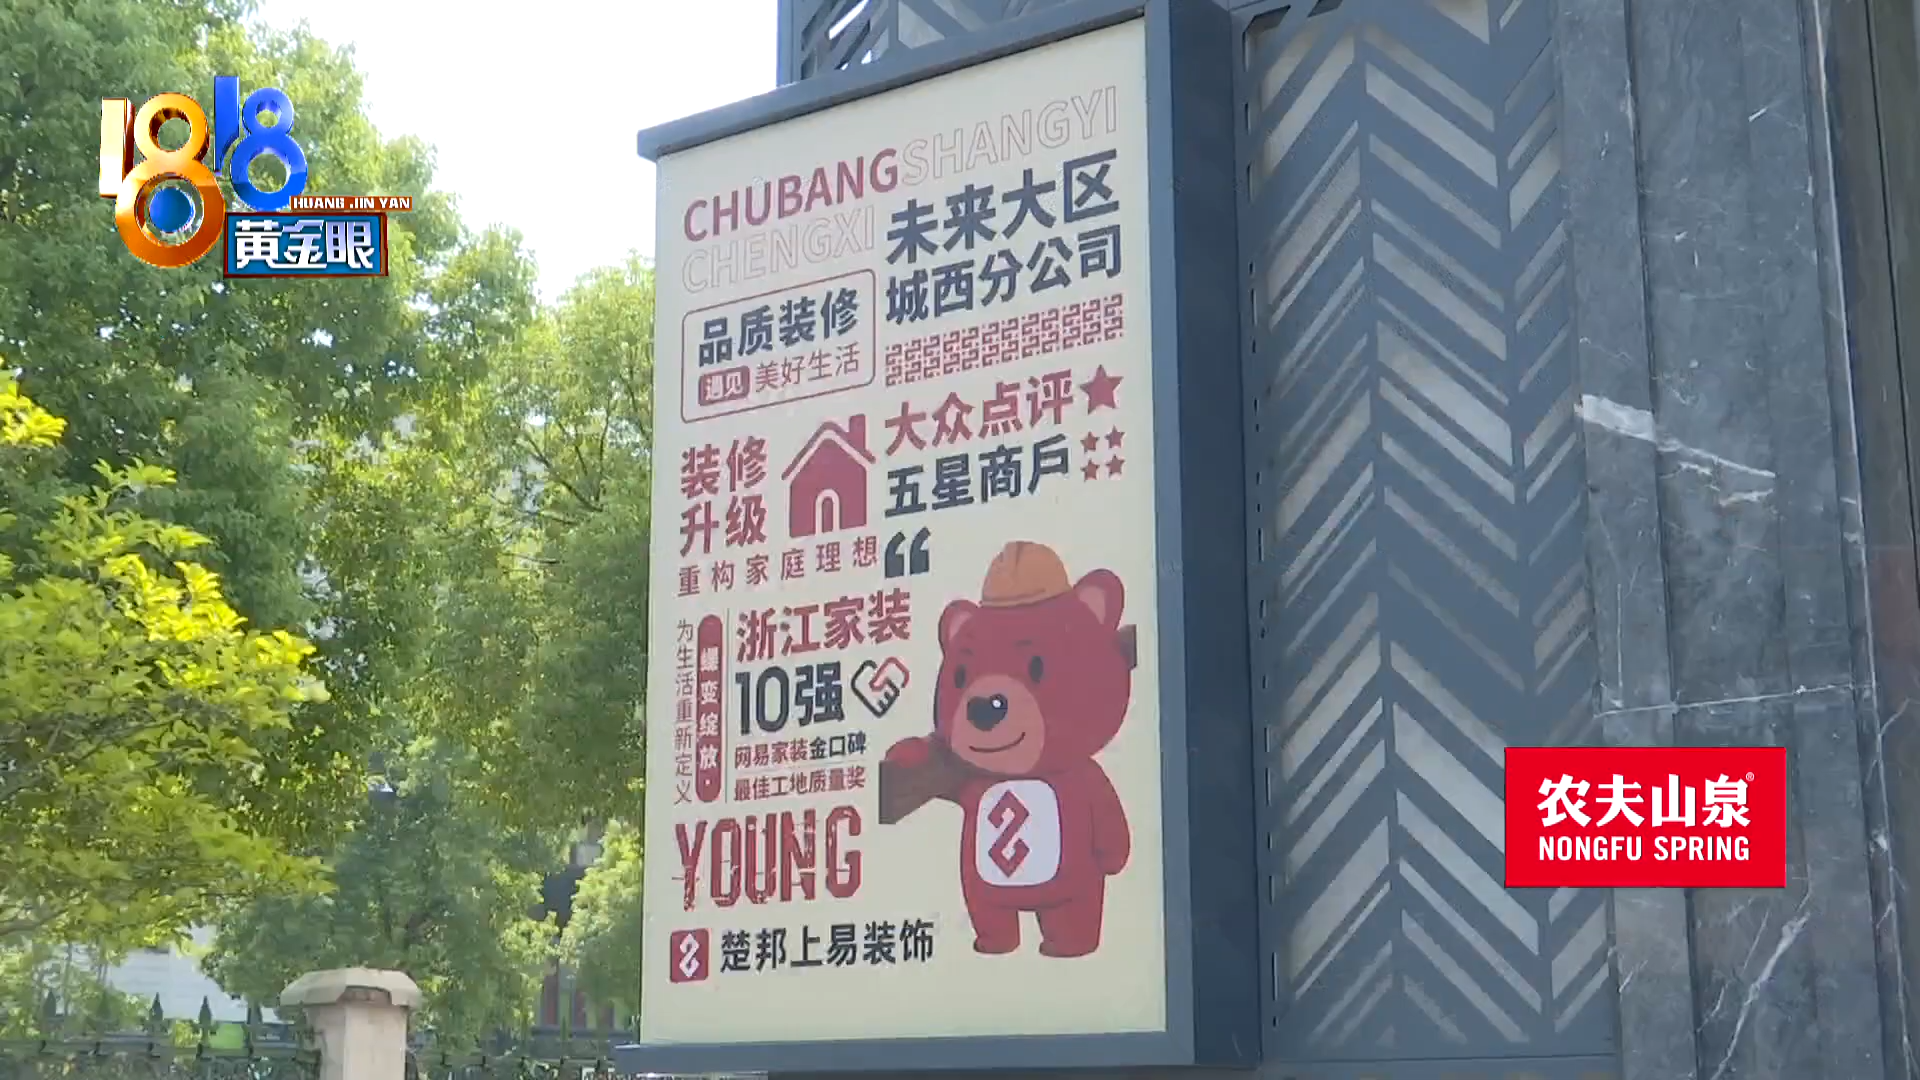 1818
HUANG JIN YAN
黄金眼
CHUBANGSHANGYI
CHENGXI
未来大区
城西分公司
品质装修
遇见 美好生活
大众点评
五星商戶
装修
升级
重构家庭理想
为生活重新定义
蝶变绽放·
浙江家装
10强
网易家装金口碑
最佳工地质量奖
YOUNG
楚邦上易装饰
农夫山泉®
NONGFU SPRING